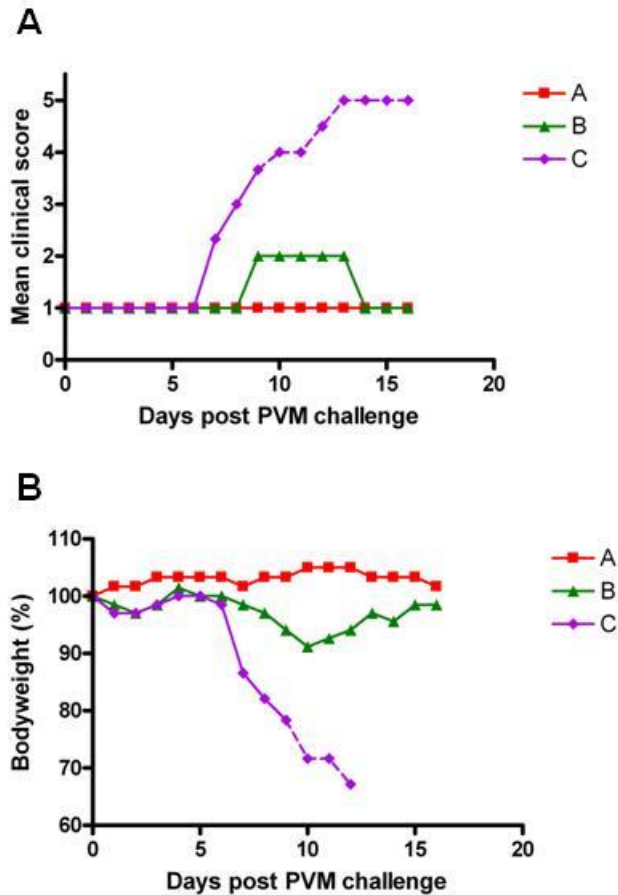 A
Mean clinical score
5
4
3
2
1
0
0 5 10 15 20
Days post PVM challenge
A
B
C
B
Bodyweight (%)
110
100
90
80
70
60
0 5 10 15 20
Days post PVM challenge
A
B
C